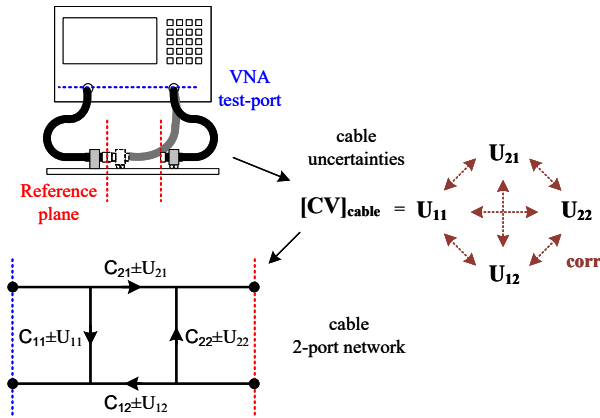 VNA
test-port
Reference
plane
cable
uncertainties
[CV]cable = U11 U21 U22 U12
corr
C21±U21
C11±U11
C22±U22
C12±U12
cable
2-port network